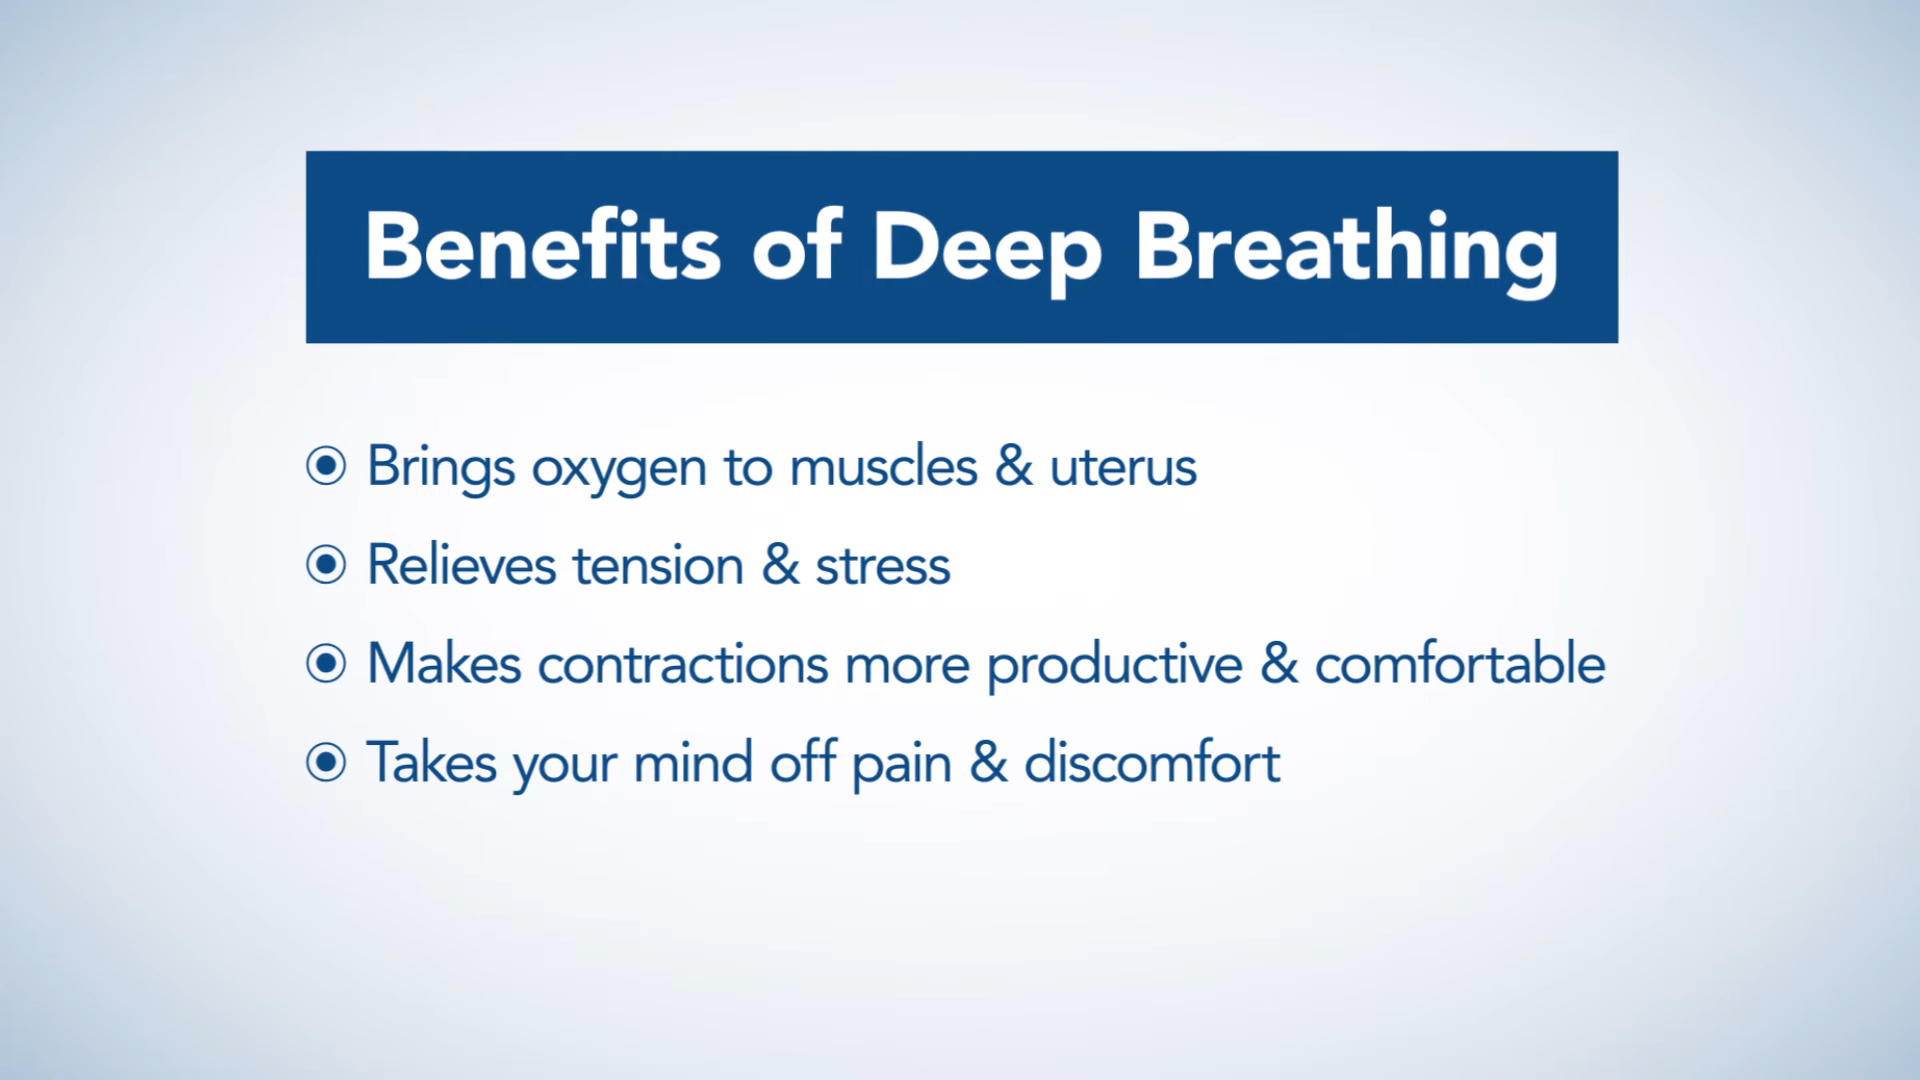 Benefits of Deep Breathing
Brings oxygen to muscles & uterus
Relieves tension & stress
Makes contractions more productive & comfortable
Takes your mind off pain & discomfort